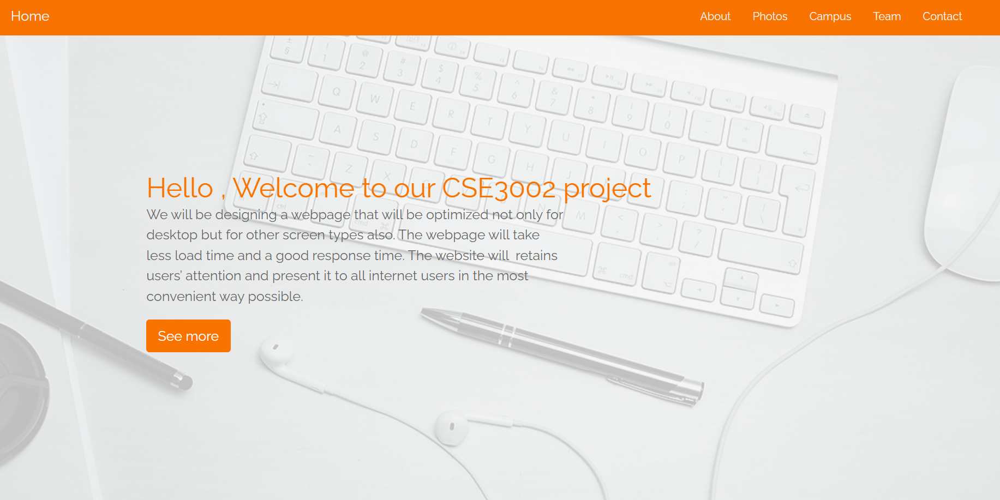 Home
About Photos Campus Team Contact
Hello , Welcome to our CSE3002 project
We will be designing a webpage that will be optimized not only for
desktop but for other screen types also. The webpage will take
less load time and a good response time. The website will  retains
users’ attention and present it to all internet users in the most
convenient way possible.
See more